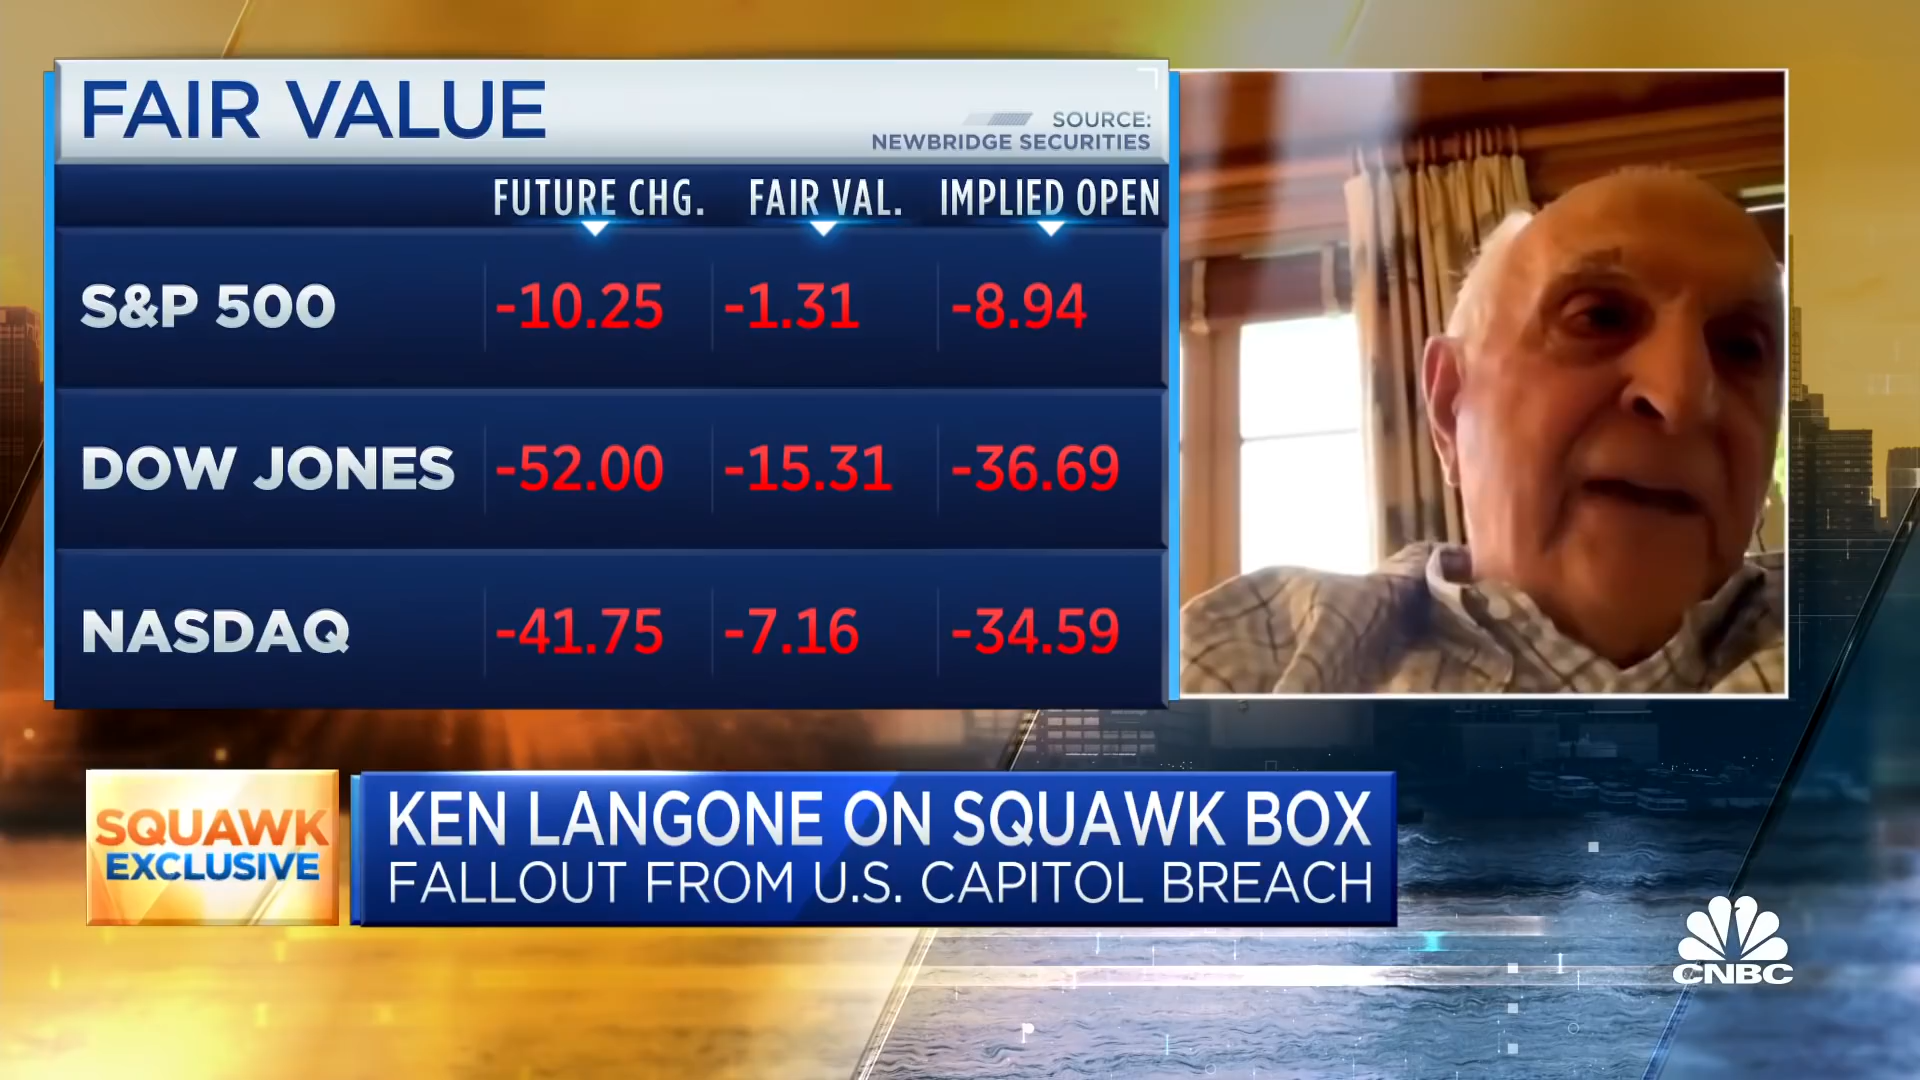 FAIR VALUE
SOURCE:
NEWBRIDGE SECURITIES
FUTURE CHG. FAIR VAL. IMPLIED OPEN
S&P 500 -10.25 -1.31 -8.94
DOW JONES -52.00 -15.31 -36.69
NASDAQ -41.75 -7.16 -34.59
SQUAWK
EXCLUSIVE
KEN LANGONE ON SQUAWK BOX
FALLOUT FROM U.S. CAPITOL BREACH
CNBC